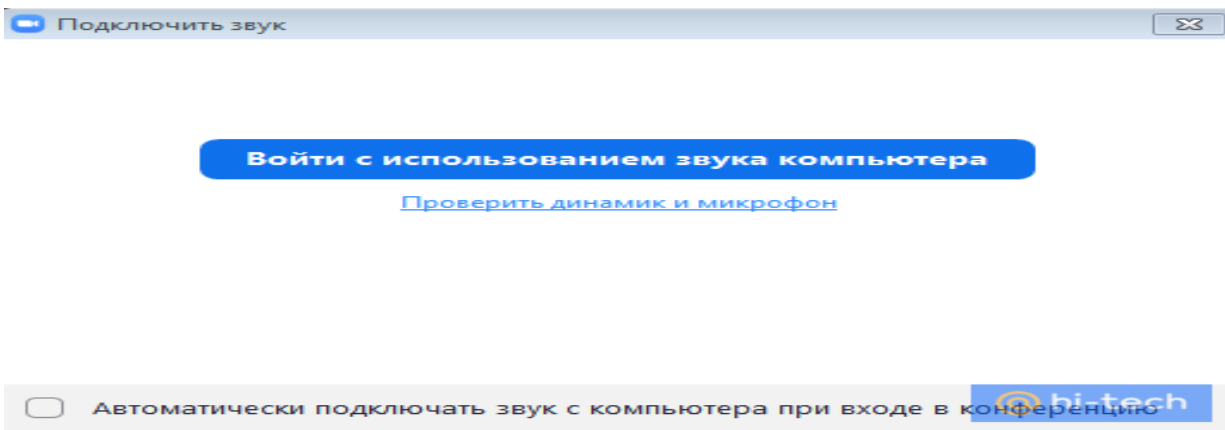 Подключить звук
Войти с использованием звука компьютера
Проверить динамик и микрофон
Автоматически подключать звук с компьютера при входе в конференцию
bi-tech